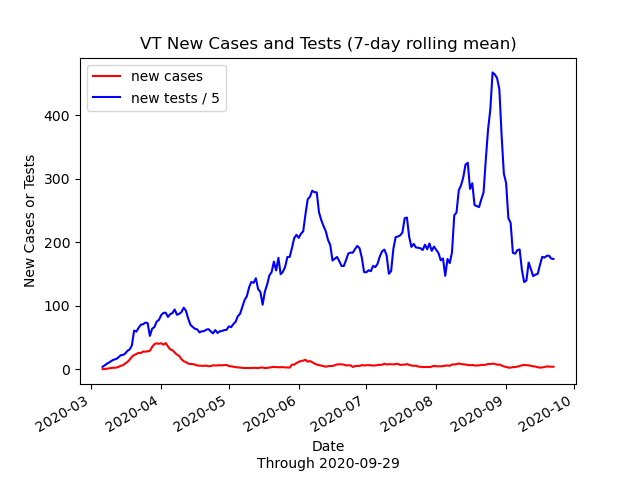 VT New Cases and Tests (7-day rolling mean)
new cases
new tests / 5
New Cases or Tests
400
300
200
100
0
2020-03
2020-04
2020-05
2020-06
2020-07
2020-08
2020-09
2020-10
Date
Through 2020-09-29